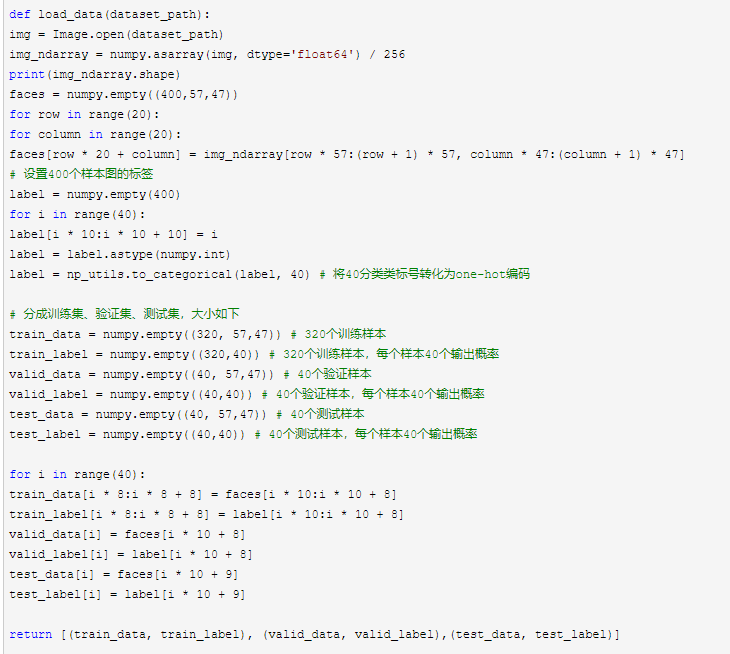 def load_data(dataset_path):
img = Image.open(dataset_path)
img_ndarray = numpy.asarray(img, dtype='float64') / 256
print(img_ndarray.shape)
faces = numpy.empty((400,57,47))
for row in range(20):
for column in range(20):
faces[row * 20 + column] = img_ndarray[row * 57:(row + 1) * 57, column * 47:(column + 1) * 47]
# 设置400个样本图的标签
label = numpy.empty(400)
for i in range(40):
label[i * 10:i * 10 + 10] = i
label = label.astype(numpy.int)
label = np_utils.to_categorical(label, 40) # 将40分类类标号转化为one-hot编码

# 分成训练集、验证集、测试集，大小如下
train_data = numpy.empty((320, 57,47)) # 320个训练样本
train_label = numpy.empty((320,40)) # 320个训练样本，每个样本40个输出概率
valid_data = numpy.empty((40, 57,47)) # 40个验证样本
valid_label = numpy.empty((40,40)) # 40个验证样本，每个样本40个输出概率
test_data = numpy.empty((40, 57,47)) # 40个测试样本
test_label = numpy.empty((40,40)) # 40个测试样本，每个样本40个输出概率

for i in range(40):
train_data[i * 8:i * 8 + 8] = faces[i * 10:i * 10 + 8]
train_label[i * 8:i * 8 + 8] = label[i * 10:i * 10 + 8]
valid_data[i] = faces[i * 10 + 8]
valid_label[i] = label[i * 10 + 8]
test_data[i] = faces[i * 10 + 9]
test_label[i] = label[i * 10 + 9]

return [(train_data, train_label), (valid_data, valid_label),(test_data, test_label)]